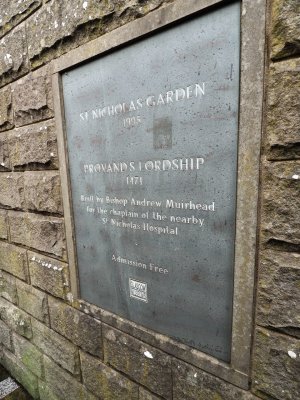 ST NICHOLAS GARDEN
1995
PROVAND'S LORDSHIP
1471
Built by Bishop Andrew Muirhead
for the chaplain of the nearby
St Nicholas Hospital
Admission Free